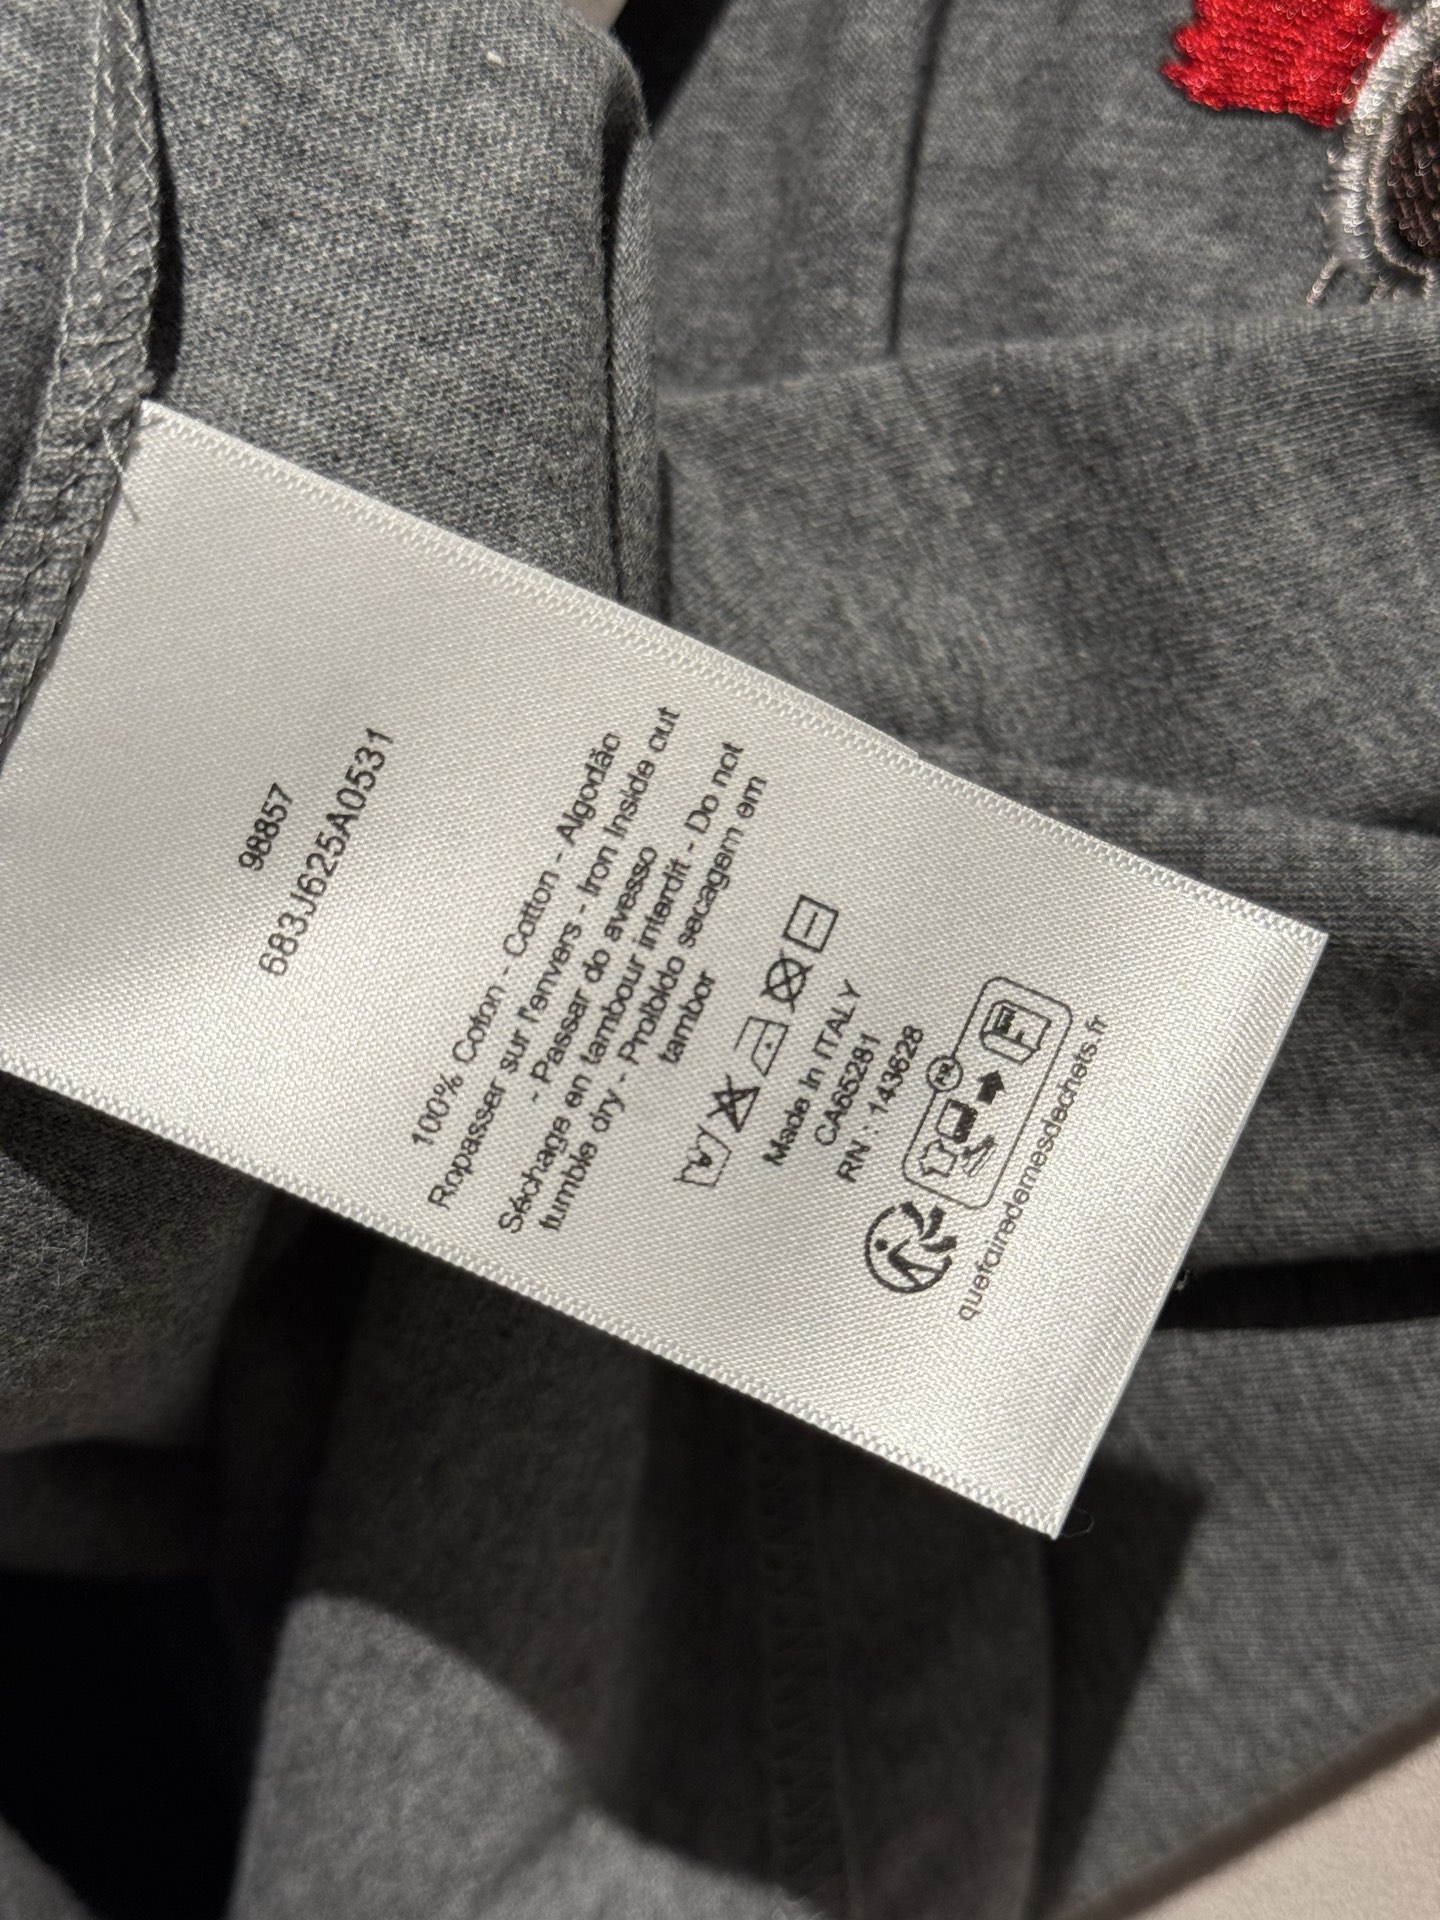 98857
683J625A0531
100% Coton - Cotton - Algodão
Repasser sur l'envers - Iron Inside out
- Passar do avesso
Séchage en tambour interdit - Do not
tumble dry - Proibido secagem em
tambor
Made In ITALY
CA65281
RN : 143628
FR
quefairedemesdechets.fr